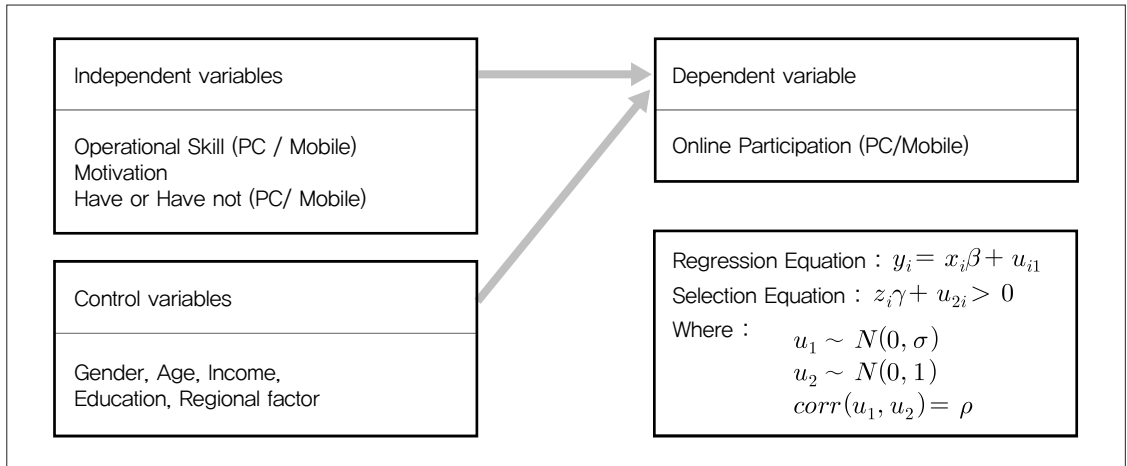 Independent variables
Operational Skill (PC / Mobile)
Motivation
Have or Have not (PC/ Mobile)
Control variables
Gender, Age, Income,
Education, Regional factor
Dependent variable
Online Participation (PC/Mobile)
Regression Equation : y_i = x_iβ + u_{i1}
Selection Equation : z_iγ + u_{2i} > 0
Where :
u_1 ~ N(0, σ)
u_2 ~ N(0, 1)
corr(u_1, u_2) = ρ